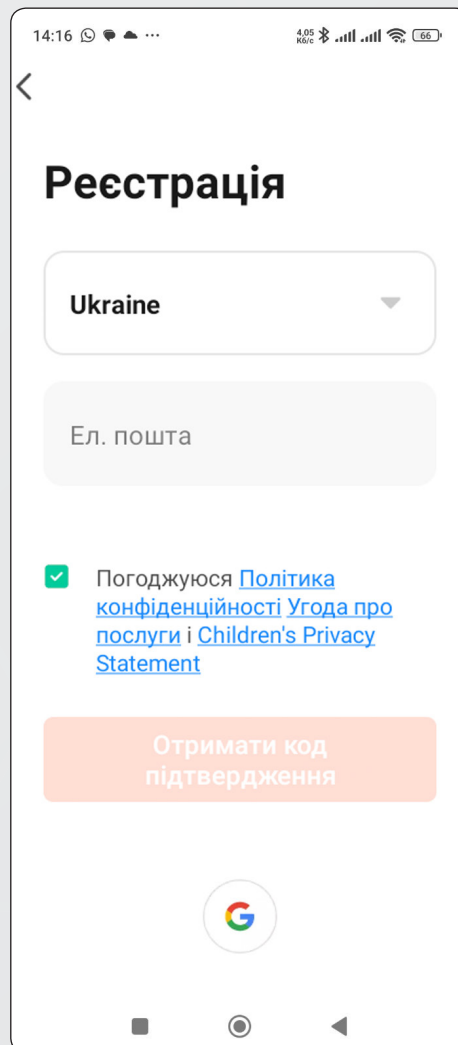 14:16 ...
4,05
Кб/с
66
Реєстрація
Ukraine
Ел. пошта
Погоджуюся Політика
конфіденційності Угода про
послуги і Children's Privacy
Statement
Отримати код
підтвердження
G